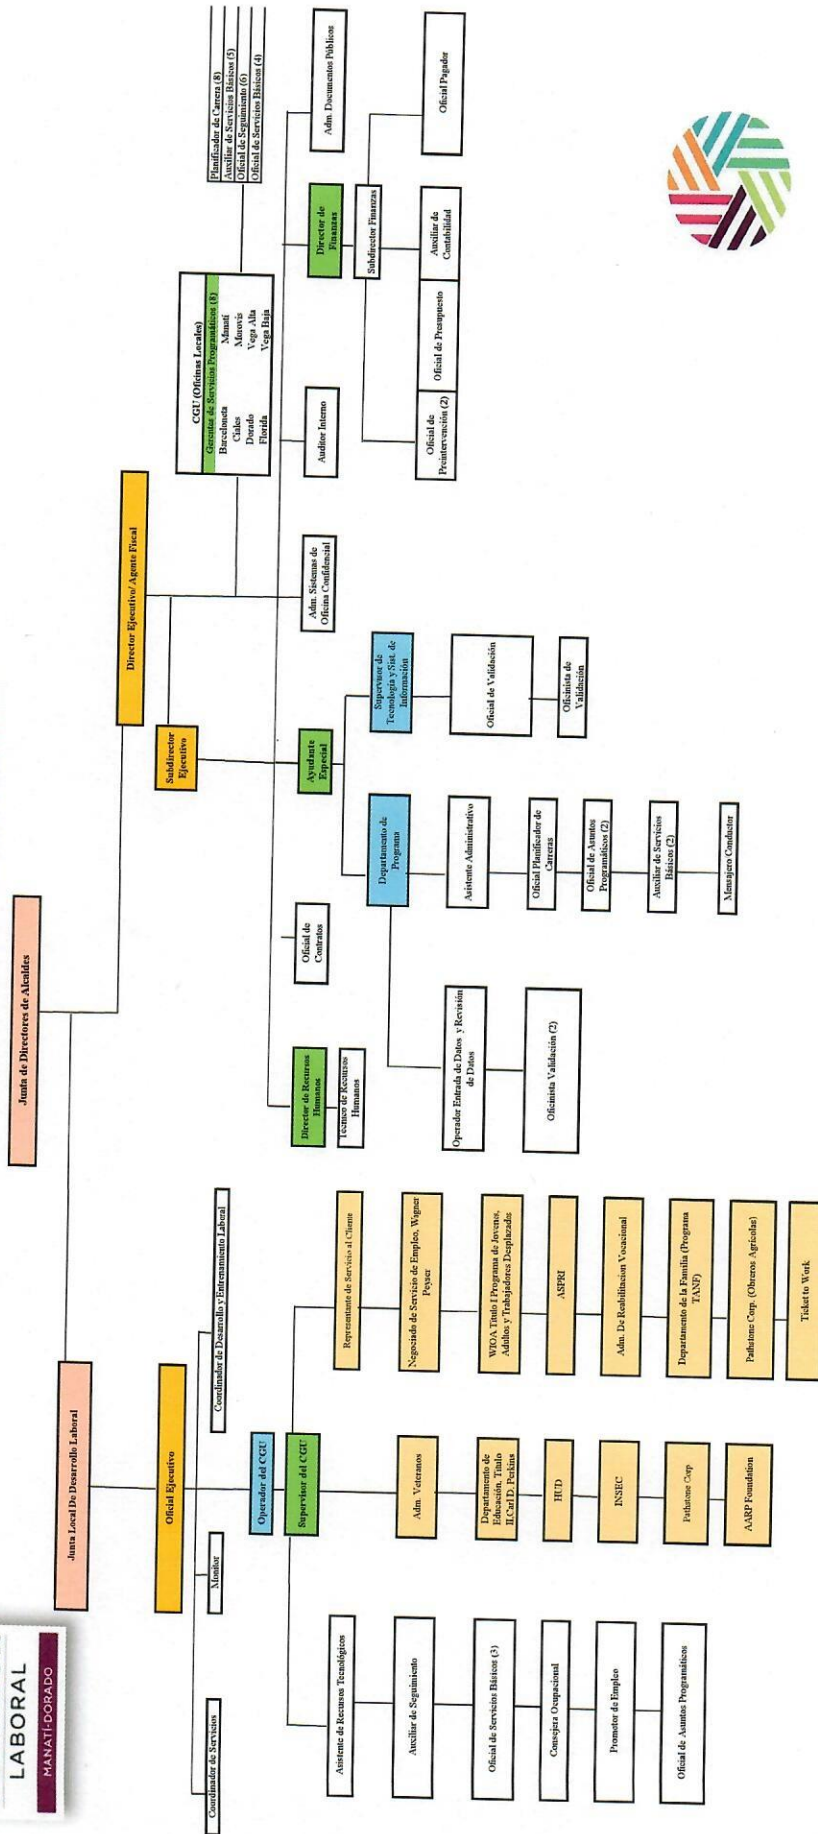 LABORAL
MANATÍ-DORADO
Junta de Directores de Alcaldes
Junta Local De Desarrollo Laboral
Director Ejecutivo/ Agente Fiscal
Oficial Ejecutivo
Subdirector
Ejecutivo
CGU (Oficinas Locales)
Gerentes de Servicios Programáticos (8)
Barceloneta
Manatí
Ciales
Morovis
Dorado
Vega Alta
Florida
Vega Baja
Planificador de Carrera (8)
Auxiliar de Servicios Básicos (5)
Oficial de Seguimiento (6)
Oficial de Servicios Básicos (4)
Coordinador de Servicios
Monitor
Coordinador de Desarrollo y Entrenamiento Laboral
Operador del CGU
Supervisor del CGU
Asistente de Recursos Tecnológicos
Auxiliar de Seguimiento
Oficial de Servicios Básicos (3)
Consejera Ocupacional
Promotor de Empleo
Oficial de Asuntos Programáticos
Adm. Veteranos
Departamento de
Educación, Titulo
II,Carl D. Perkins
HUD
INSEC
Pathstone Corp
AARP Foundation
Representante de Servicio al Cliente
Negociado de Servicio de Empleo, Wagner
Peyser
WIOA Titulo I Programa de Jovenes,
Adultos y Trabajadores Desplazados
ASPRI
Adm. De Reabilitacion Vocacional
Departamento de la Familia (Programa
TANF)
Pathstone Corp. (Obreros Agrícolas)
Ticket to Work
Director de Recursos
Humanos
Técnico de Recursos
Humanos
Oficial de
Contratos
Ayudante
Especial
Adm. Sistemas de
Oficina Confidencial
Auditor Interno
Director de
Finanzas
Adm. Documentos Públicos
Departamento de
Programa
Supervisor de
Tecnología y Sist. de
Información
Operador Entrada de Datos y Revisión
de Datos
Oficinista Validación (2)
Asistente Administrativo
Oficial Planificador de
Carreras
Oficial de Asuntos
Programáticos (2)
Auxiliar de Servicios
Básicos (2)
Mensajero Conductor
Oficial de Validación
Oficinista de
Validación
Subdirector Finanzas
Oficial de
Preintervención (2)
Oficial de Presupuesto
Auxiliar de
Contabilidad
Oficial Pagador